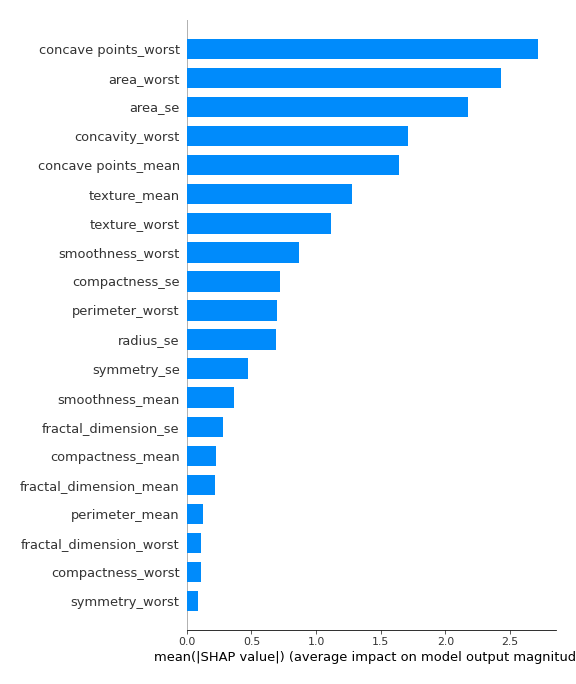 concave points_worst
area_worst
area_se
concavity_worst
concave points_mean
texture_mean
texture_worst
smoothness_worst
compactness_se
perimeter_worst
radius_se
symmetry_se
smoothness_mean
fractal_dimension_se
compactness_mean
fractal_dimension_mean
perimeter_mean
fractal_dimension_worst
compactness_worst
symmetry_worst
0.0 0.5 1.0 1.5 2.0 2.5
mean(|SHAP value|) (average impact on model output magnitud